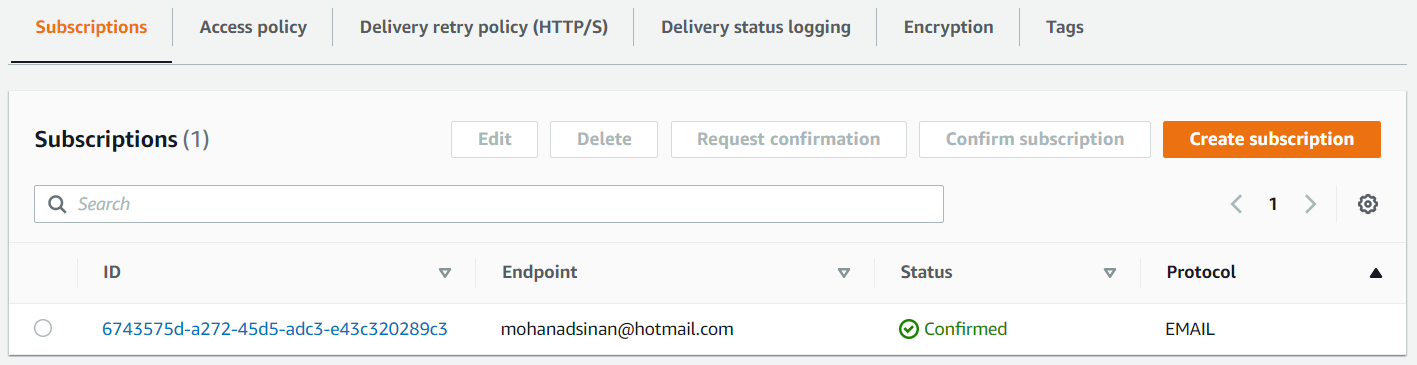 Subscriptions Access policy Delivery retry policy (HTTP/S) Delivery status logging Encryption Tags
Subscriptions (1) Edit Delete Request confirmation Confirm subscription Create subscription
Search 1
ID Endpoint Status Protocol
6743575d-a272-45d5-adc3-e43c320289c3 mohanadsinan@hotmail.com Confirmed EMAIL